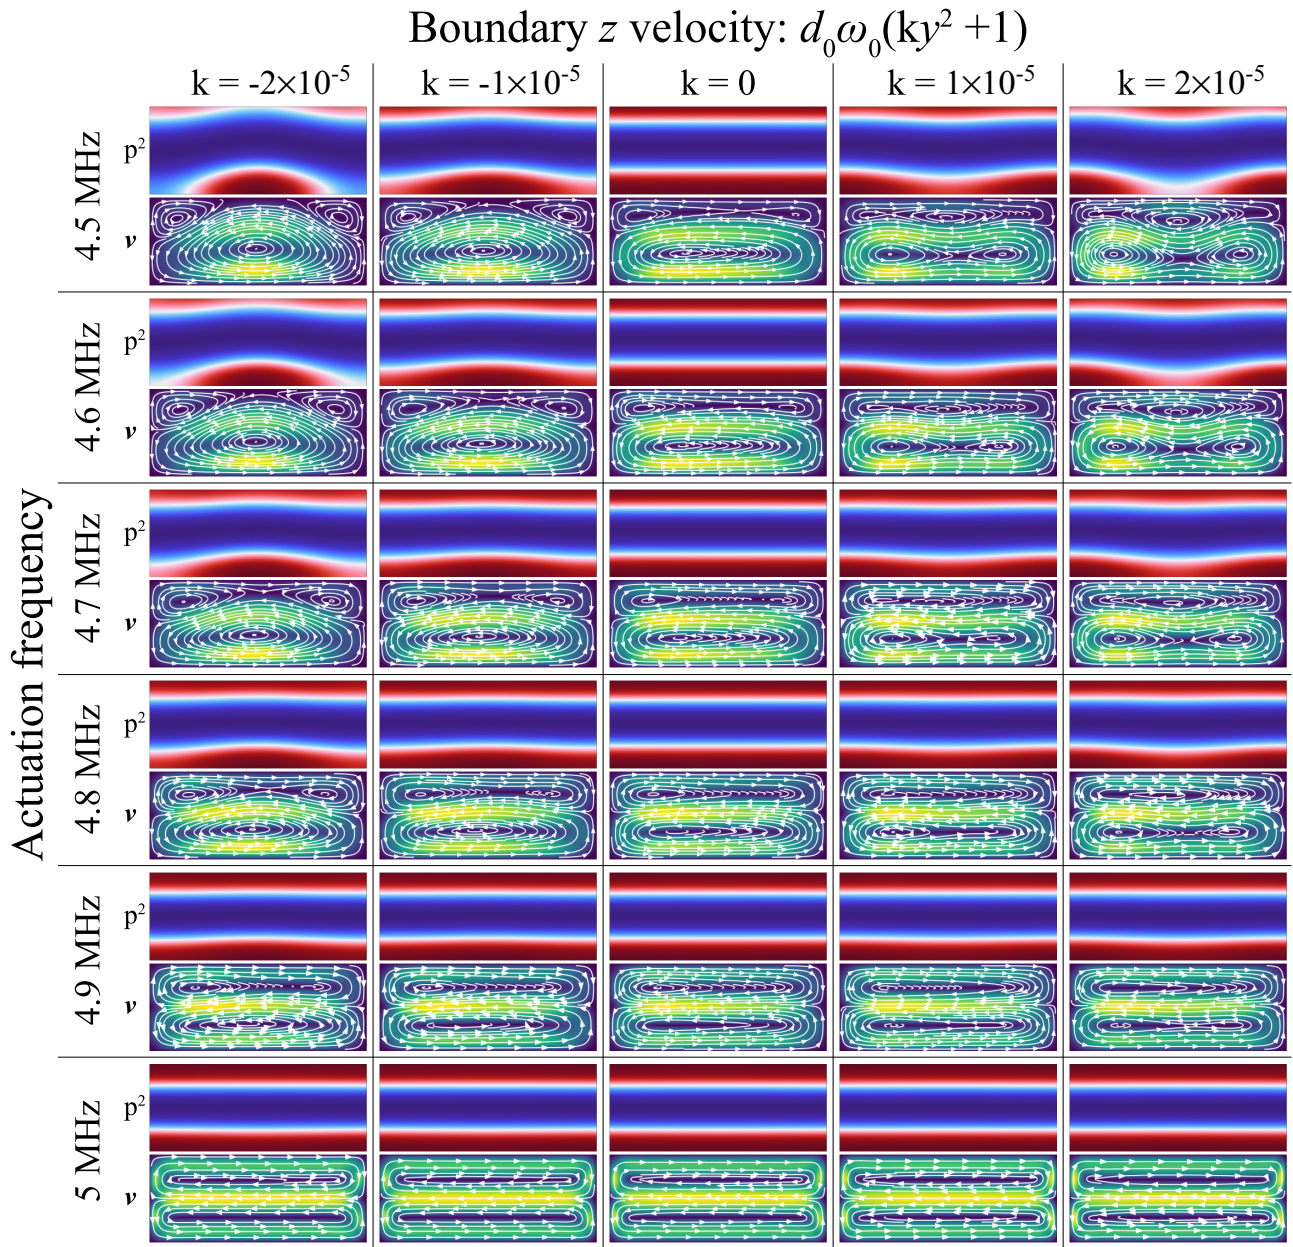 Boundary z velocity: d₀ω₀(ky² +1)
k = -2×10⁻⁵
k = -1×10⁻⁵
k = 0
k = 1×10⁻⁵
k = 2×10⁻⁵
Actuation frequency
4.5 MHz
p²
v
4.6 MHz
p²
v
4.7 MHz
p²
v
4.8 MHz
p²
v
4.9 MHz
p²
v
5 MHz
p²
v